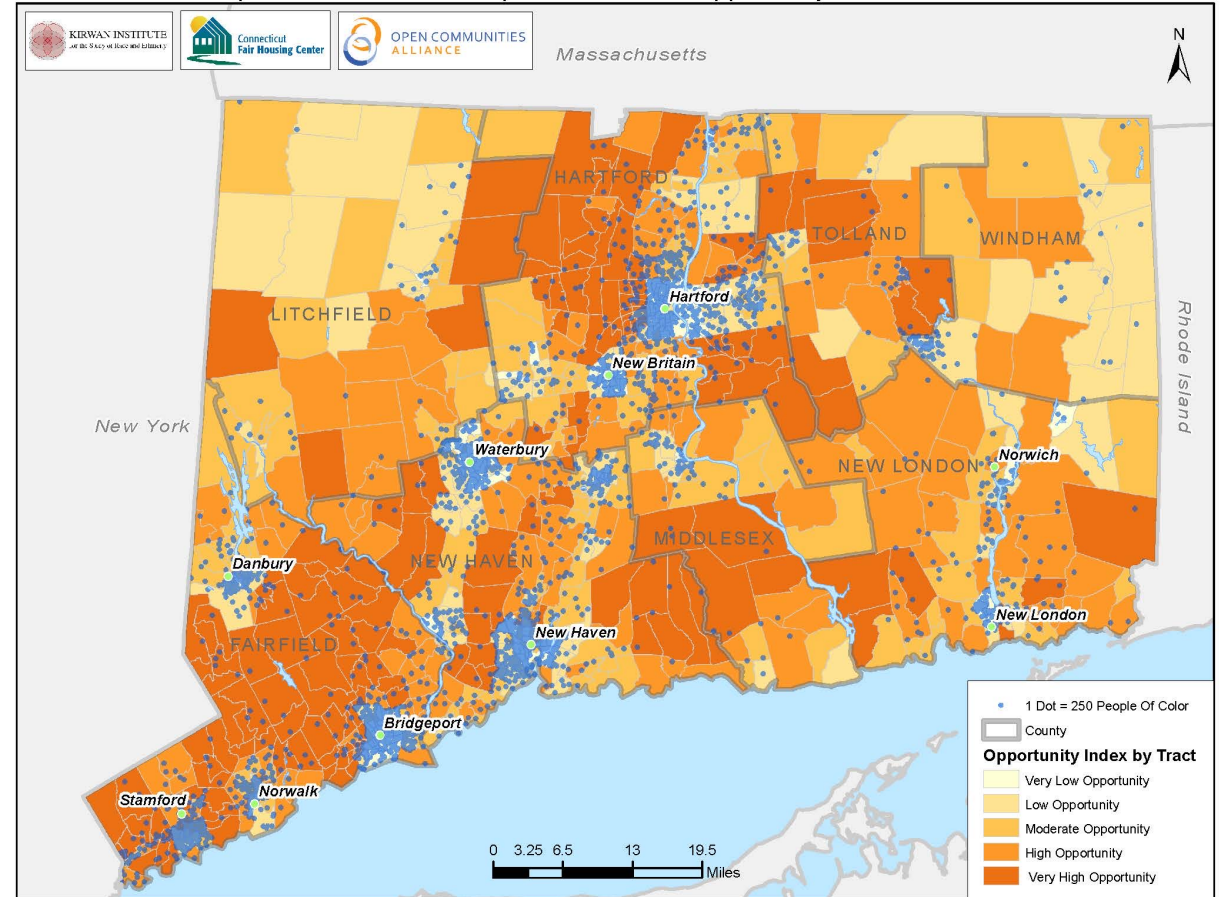 KIRWAN INSTITUTE
for the Study of Race and Ethnicity
Connecticut
Fair Housing Center
OPEN COMMUNITIES
ALLIANCE
Massachusetts
N
HARTFORD
TOLLAND
WINDHAM
Hartford
LITCHFIELD
Rhode Island
New Britain
New York
Waterbury
Norwich
NEW LONDON
MIDDLESEX
Danbury
NEW HAVEN
New London
New Haven
FAIRFIELD
Bridgeport
Norwalk
Stamford
0 3.25 6.5 13 19.5
Miles
1 Dot = 250 People Of Color
County
Opportunity Index by Tract
Very Low Opportunity
Low Opportunity
Moderate Opportunity
High Opportunity
Very High Opportunity